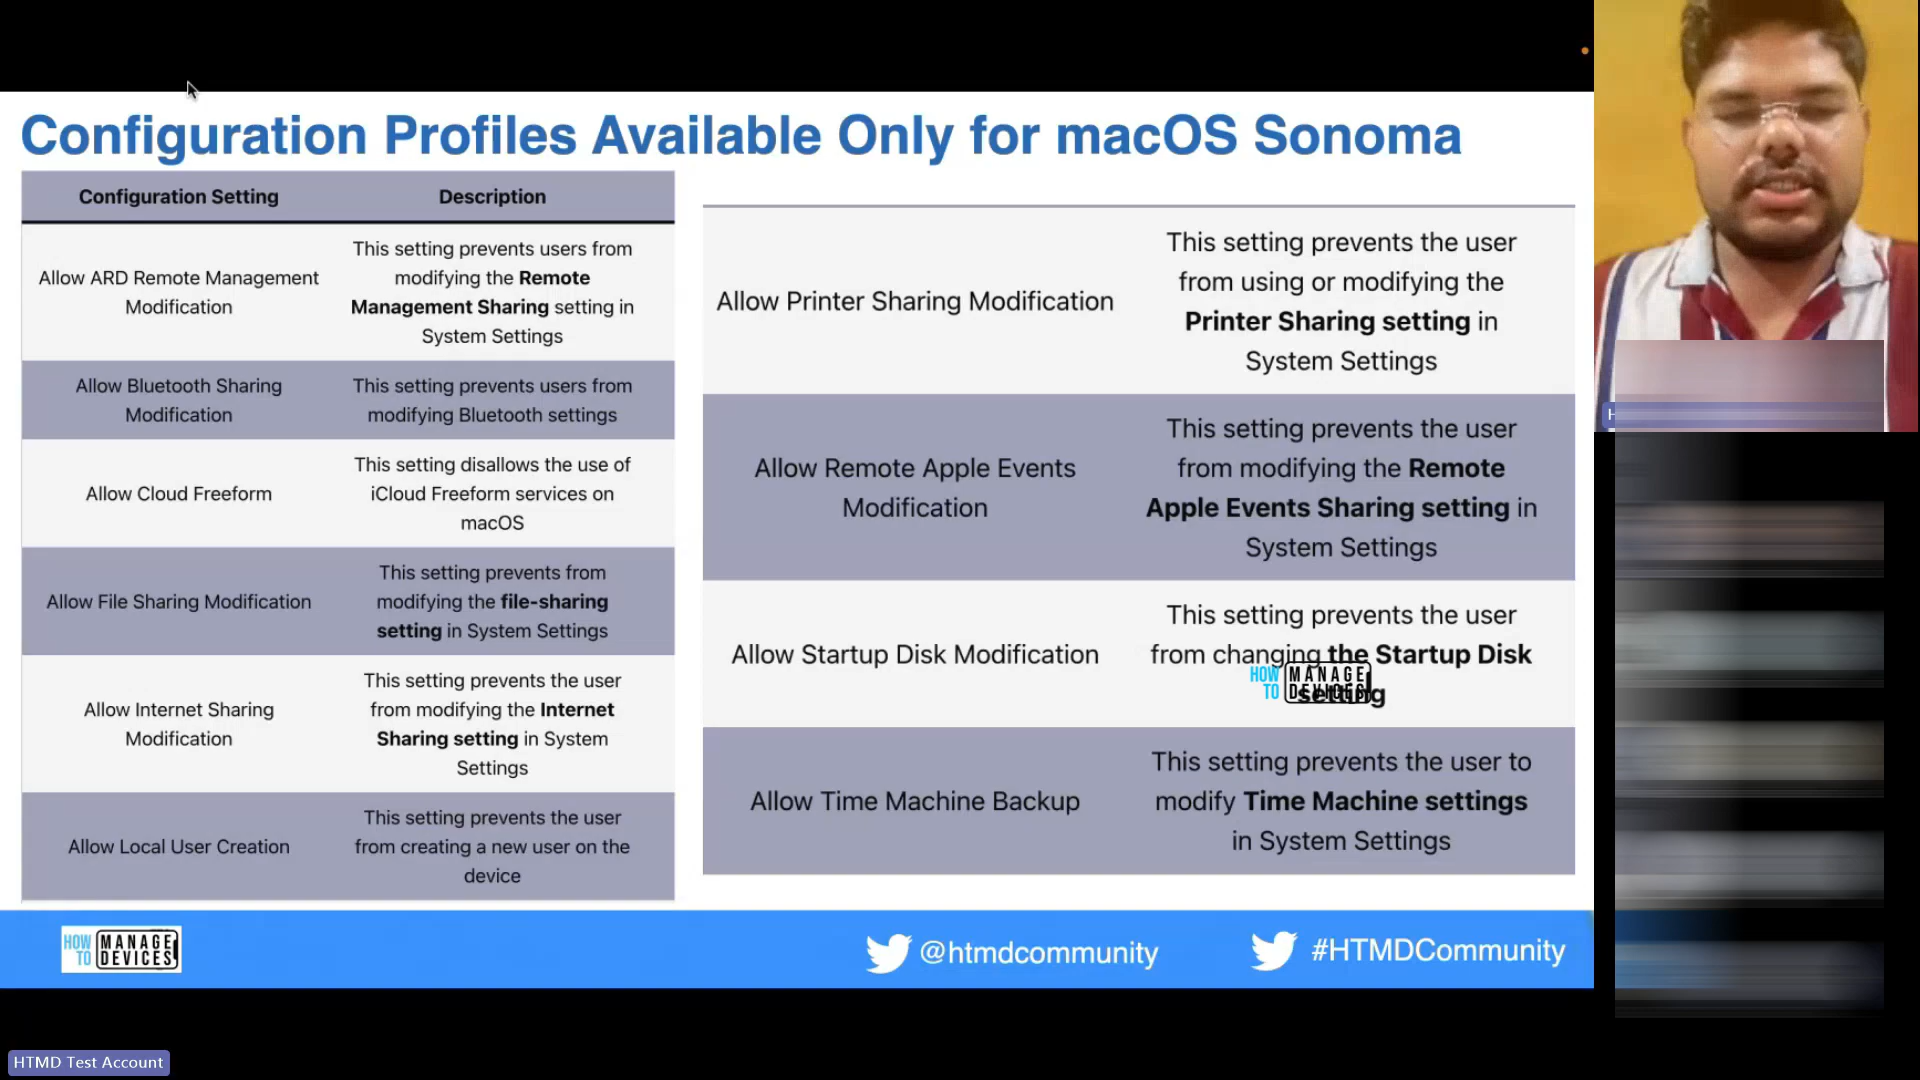 Configuration Profiles Available Only for macOS Sonoma
Configuration Setting
Description
Allow ARD Remote Management
Modification
This setting prevents users from
modifying the Remote
Management Sharing setting in
System Settings
Allow Bluetooth Sharing
Modification
This setting prevents users from
modifying Bluetooth settings
Allow Cloud Freeform
This setting disallows the use of
iCloud Freeform services on
macOS
Allow File Sharing Modification
This setting prevents from
modifying the file-sharing
setting in System Settings
Allow Internet Sharing
Modification
This setting prevents the user
from modifying the Internet
Sharing setting in System
Settings
Allow Local User Creation
This setting prevents the user
from creating a new user on the
device
Allow Printer Sharing Modification
This setting prevents the user
from using or modifying the
Printer Sharing setting in
System Settings
Allow Remote Apple Events
Modification
This setting prevents the user
from modifying the Remote
Apple Events Sharing setting in
System Settings
Allow Startup Disk Modification
This setting prevents the user
from changing the Startup Disk
setting
HOW TO MANAGE DEVICES
Allow Time Machine Backup
This setting prevents the user to
modify Time Machine settings
in System Settings
HOW TO MANAGE DEVICES
@htmdcommunity
#HTMDCommunity
H
HTMD Test Account